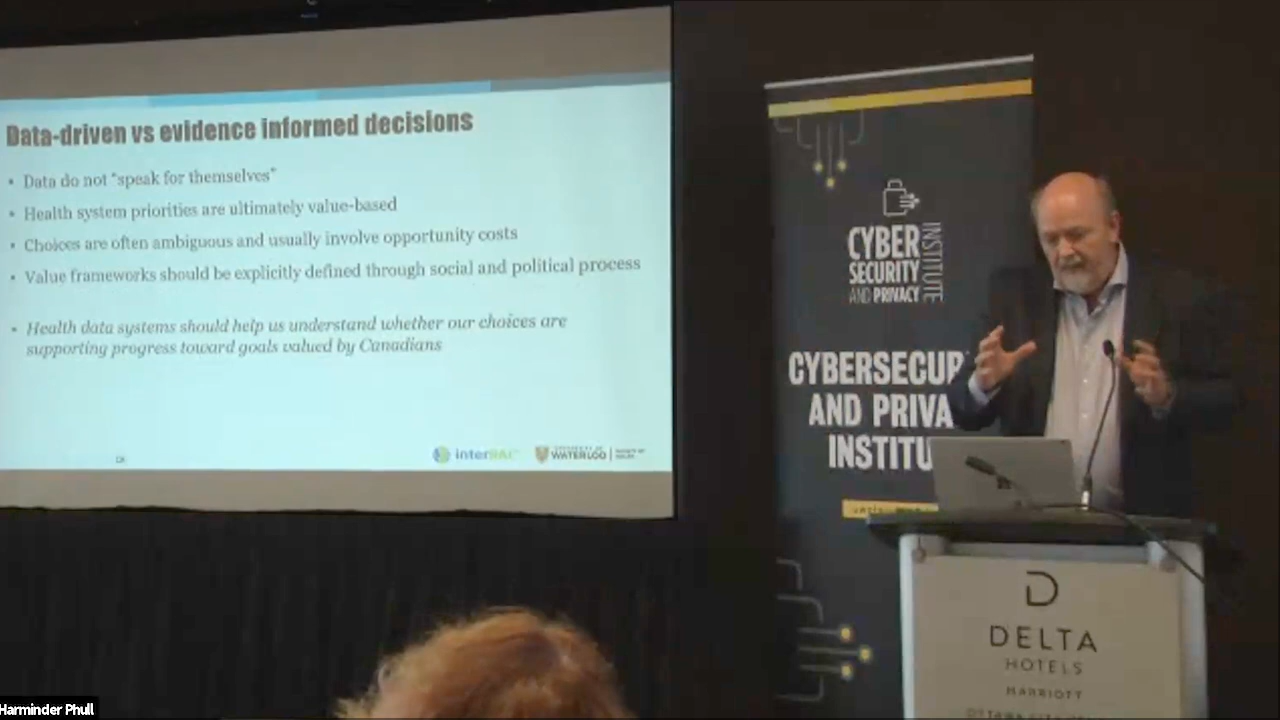 Data-driven vs evidence informed decisions
• Data do not "speak for themselves"
• Health system priorities are ultimately value-based
• Choices are often ambiguous and usually involve opportunity costs
• Value frameworks should be explicitly defined through social and political process
• Health data systems should help us understand whether our choices are
supporting progress toward goals valued by Canadians
interRAI
WATERLOO
CYBER
SECURITY
AND PRIVACY
INSTITUTE
CYBERSECUR
AND PRIVA
INSTITU
D
DELTA
HOTELS
MARRIOTT
Harminder Phull